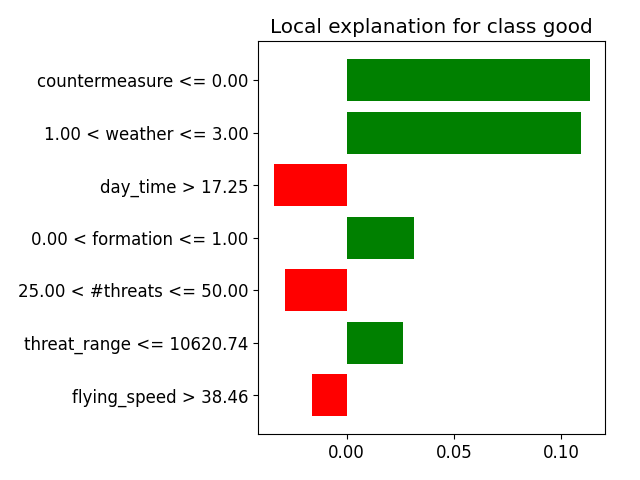 Local explanation for class good
countermeasure <= 0.00
1.00 < weather <= 3.00
day_time > 17.25
0.00 < formation <= 1.00
25.00 < #threats <= 50.00
threat_range <= 10620.74
flying_speed > 38.46
0.00 0.05 0.10